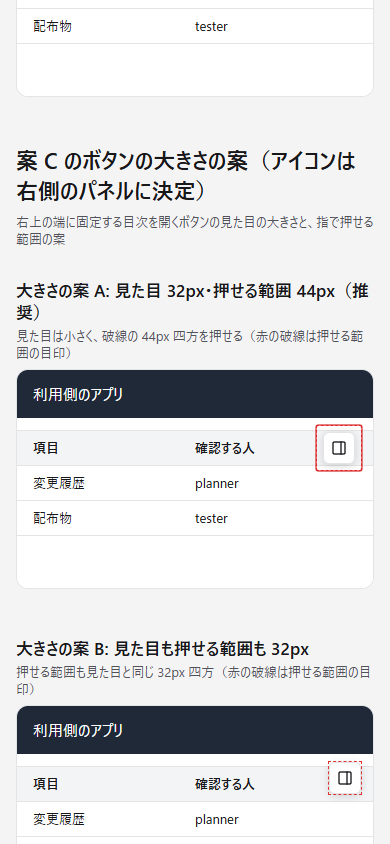 配布物 tester
案 C のボタンの大きさの案（アイコンは
右側のパネルに決定）
右上の端に固定する目次を開くボタンの見た目の大きさと、指で押せる
範囲の案
大きさの案 A: 見た目 32px・押せる範囲 44px（推
奨）
見た目は小さく、破線の 44px 四方を押せる（赤の破線は押せる範
囲の目印）
利用側のアプリ
項目 確認する人
変更履歴 planner
配布物 tester
大きさの案 B: 見た目も押せる範囲も 32px
押せる範囲も見た目と同じ 32px 四方（赤の破線は押せる範囲の目
印）
利用側のアプリ
項目 確認する人
変更履歴 planner